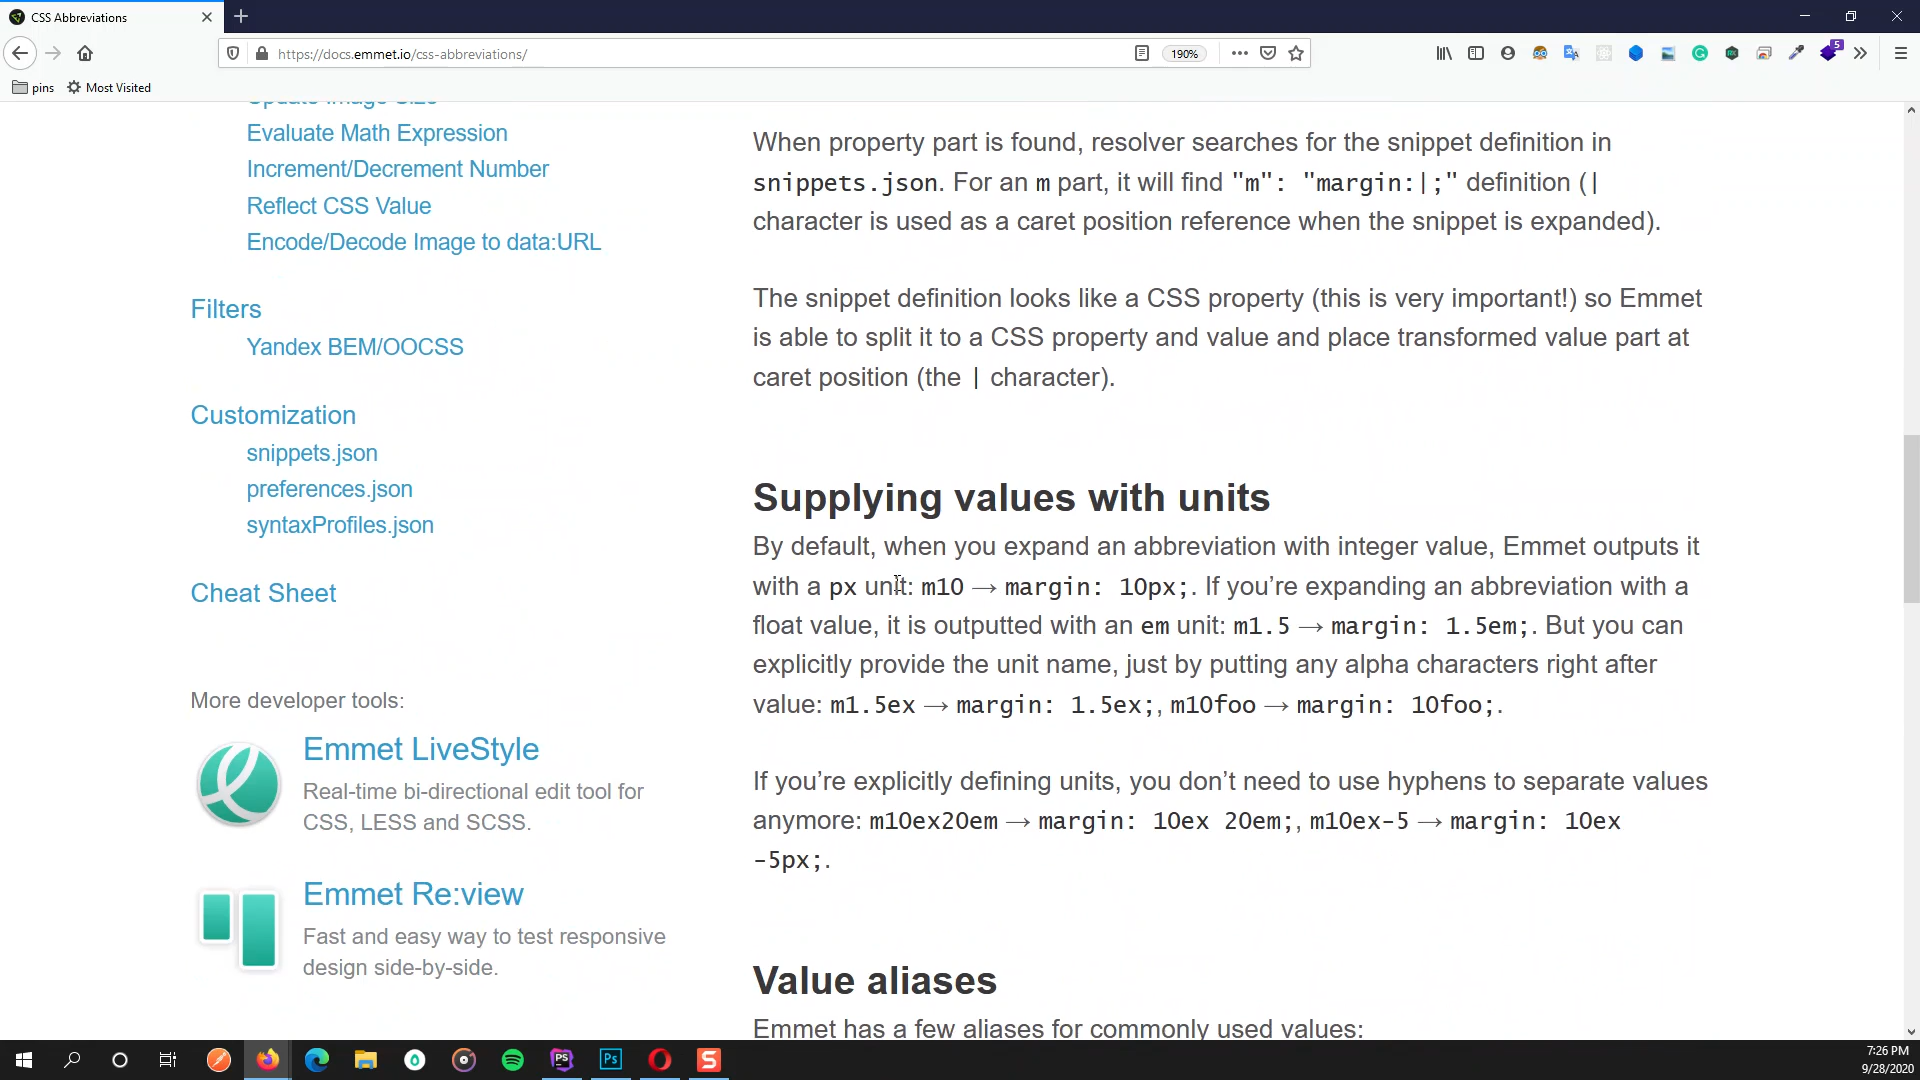 CSS Abbreviations
https://docs.emmet.io/css-abbreviations/
190%
5
pins
Most Visited
Update Image Size
Evaluate Math Expression
Increment/Decrement Number
Reflect CSS Value
Encode/Decode Image to data:URL
Filters
Yandex BEM/OOCSS
Customization
snippets.json
preferences.json
syntaxProfiles.json
Cheat Sheet
More developer tools:
Emmet LiveStyle
Real-time bi-directional edit tool for
CSS, LESS and SCSS.
Emmet Re:view
Fast and easy way to test responsive
design side-by-side.
When property part is found, resolver searches for the snippet definition in
snippets.json. For an m part, it will find "m": "margin:|;" definition (|
character is used as a caret position reference when the snippet is expanded).
The snippet definition looks like a CSS property (this is very important!) so Emmet
is able to split it to a CSS property and value and place transformed value part at
caret position (the | character).
Supplying values with units
By default, when you expand an abbreviation with integer value, Emmet outputs it
with a px unit: m10 → margin: 10px;. If you’re expanding an abbreviation with a
float value, it is outputted with an em unit: m1.5 → margin: 1.5em;. But you can
explicitly provide the unit name, just by putting any alpha characters right after
value: m1.5ex → margin: 1.5ex;, m10foo → margin: 10foo;.
If you’re explicitly defining units, you don’t need to use hyphens to separate values
anymore: m10ex20em → margin: 10ex 20em;, m10ex-5 → margin: 10ex
-5px;.
Value aliases
Emmet has a few aliases for commonly used values:
PS
Ps
S
7:26 PM
9/28/2020